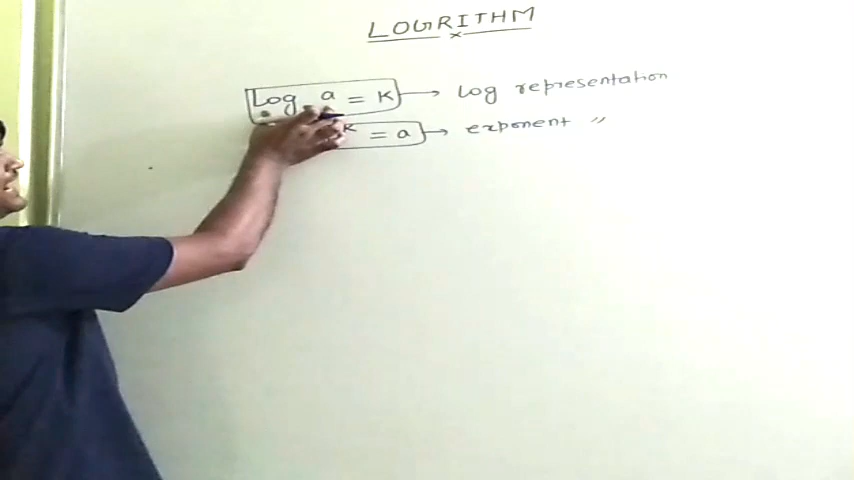 LOGRITHM
Log a = K → Log representation
K = a → exponent 〃